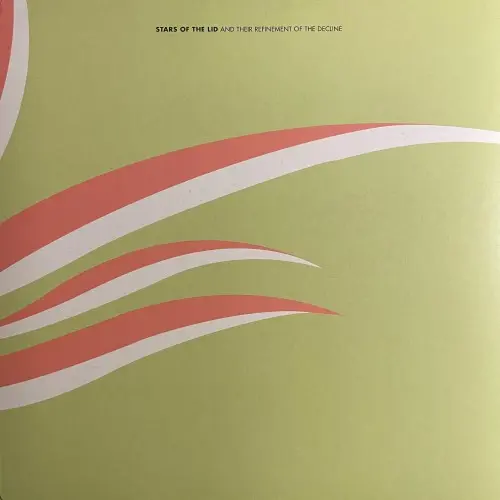 STARS OF THE LID AND THEIR REFINEMENT OF THE DECLINE